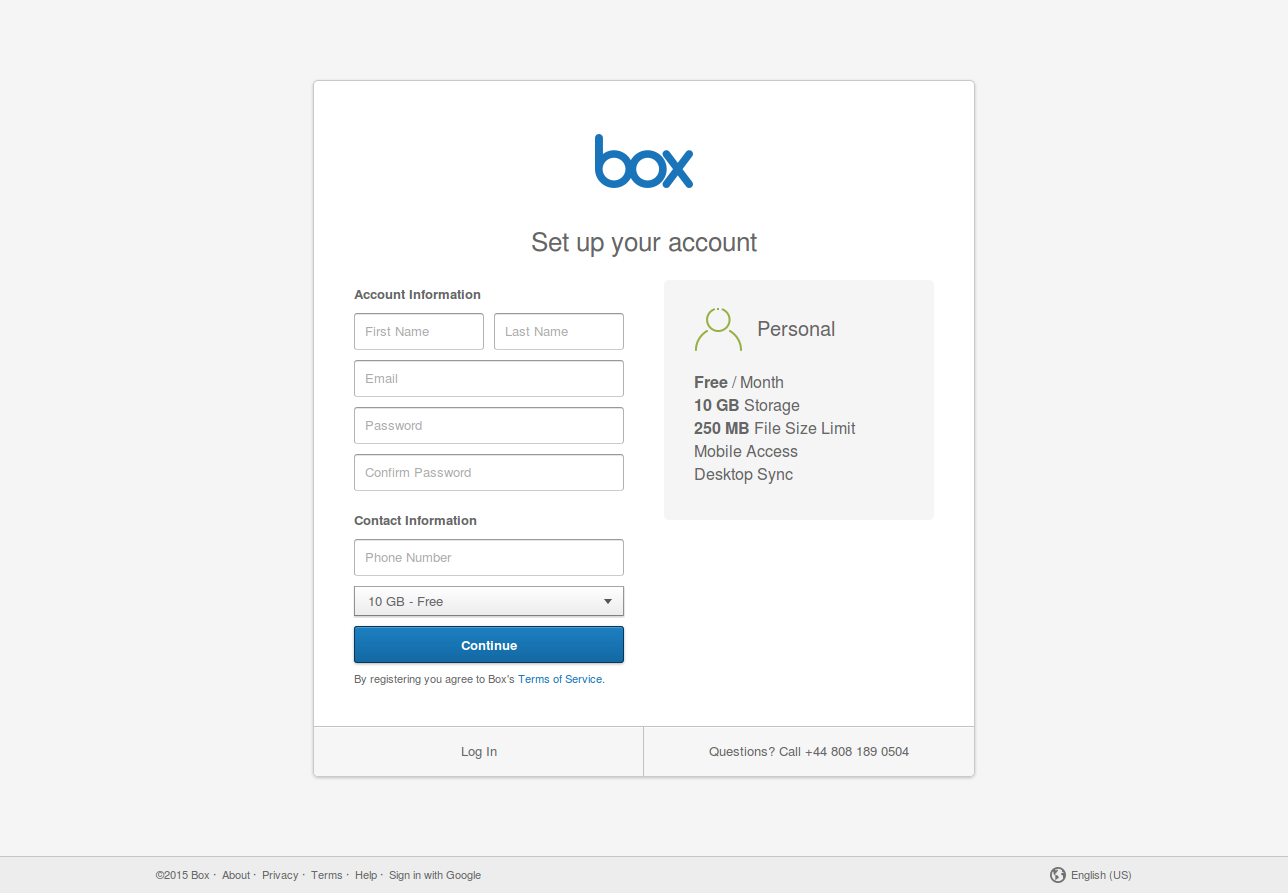 box
Set up your account
Account Information
First Name Last Name
Email
Password
Confirm Password
Contact Information
Phone Number
10 GB - Free
Continue
By registering you agree to Box's Terms of Service.
Personal
Free / Month
10 GB Storage
250 MB File Size Limit
Mobile Access
Desktop Sync
Log In
Questions? Call +44 808 189 0504
©2015 Box · About · Privacy · Terms · Help · Sign in with Google
English (US)